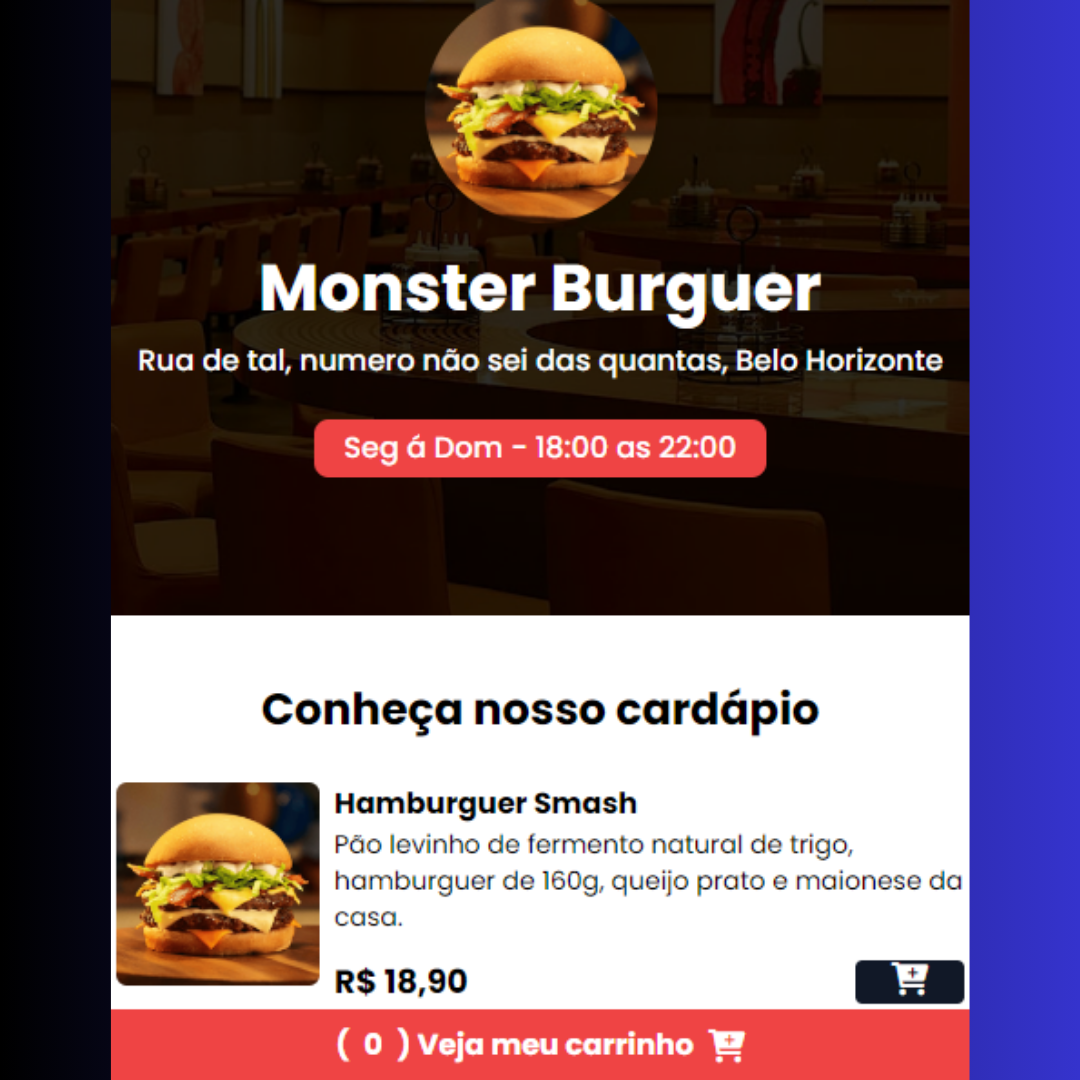 Monster Burguer
Rua de tal, numero não sei das quantas, Belo Horizonte
Seg á Dom - 18:00 as 22:00
Conheça nosso cardápio
Hamburguer Smash
Pão levinho de fermento natural de trigo,
hamburguer de 160g, queijo prato e maionese da
casa.
R$ 18,90
( 0 ) Veja meu carrinho